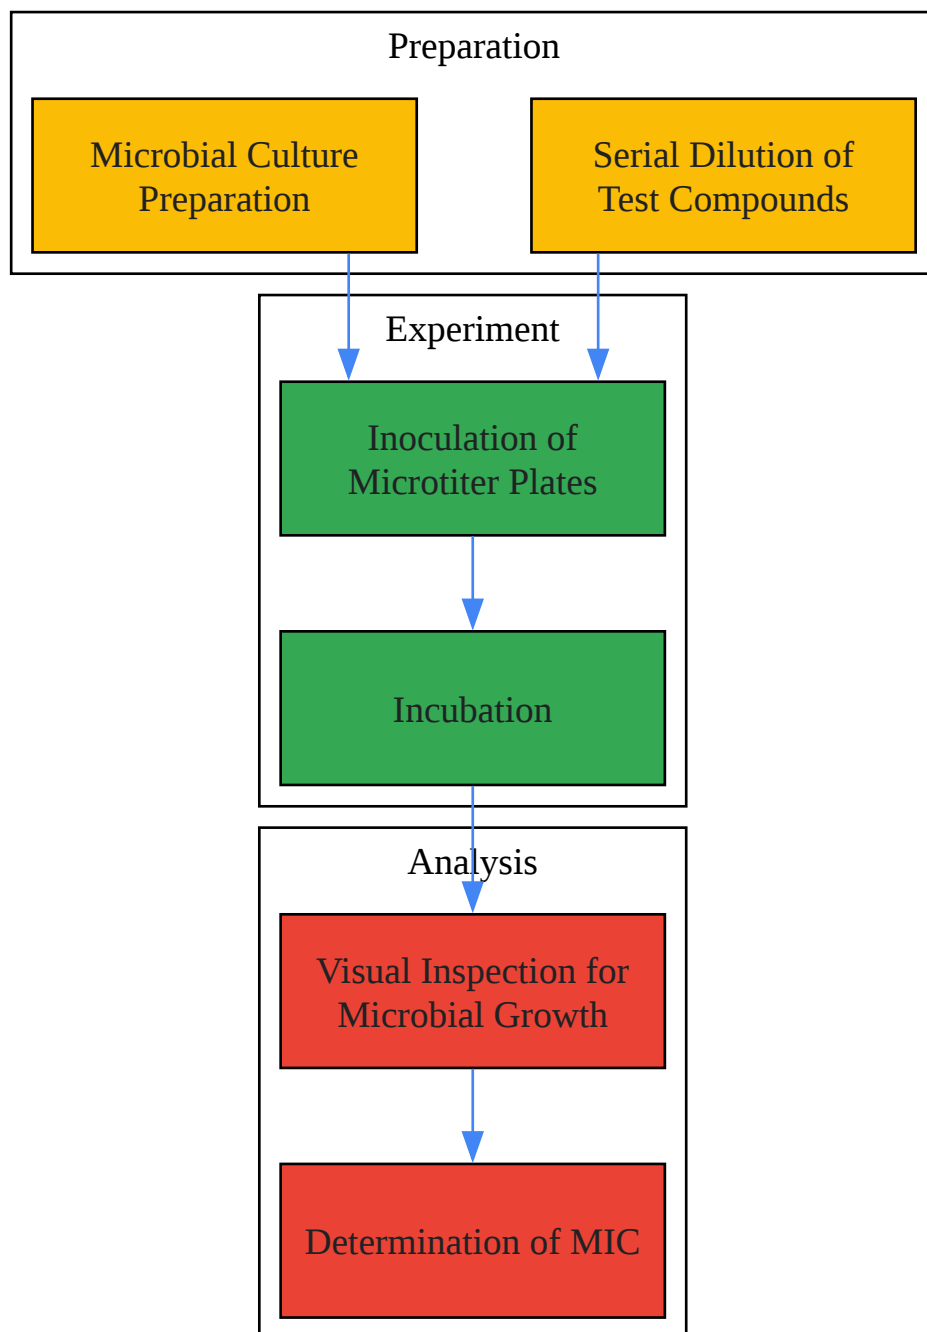 Preparation
Microbial Culture
Preparation
Serial Dilution of
Test Compounds
Experiment
Inoculation of
Microtiter Plates
Incubation
Analysis
Visual Inspection for
Microbial Growth
Determination of MIC